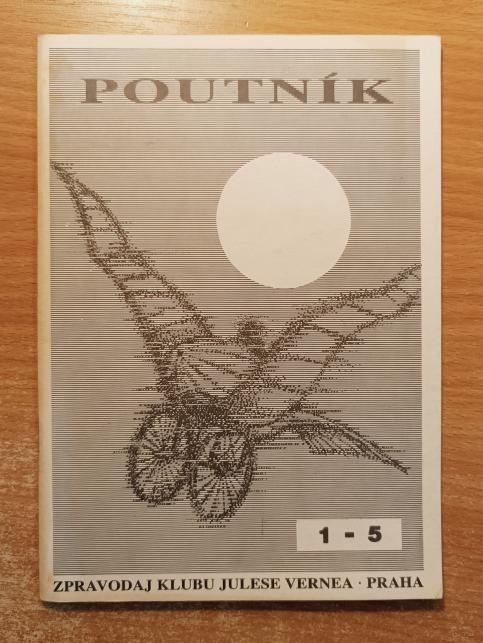 POUTNÍK
1 - 5
ZPRAVODAJ KLUBU JULESE VERNEA · PRAHA